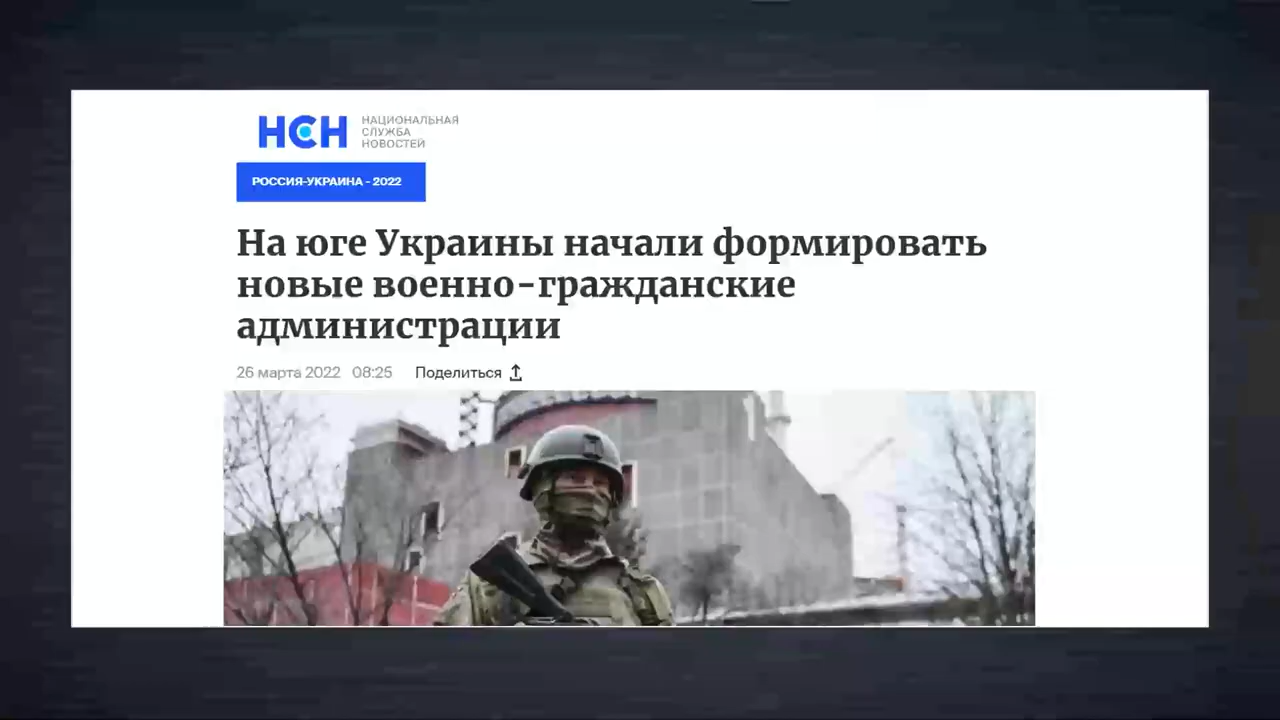 НСН
НАЦИОНАЛЬНАЯ
СЛУЖБА
НОВОСТЕЙ
РОССИЯ-УКРАИНА - 2022
На юге Украины начали формировать
новые военно-гражданские
администрации
26 марта 2022 08:25 Поделиться